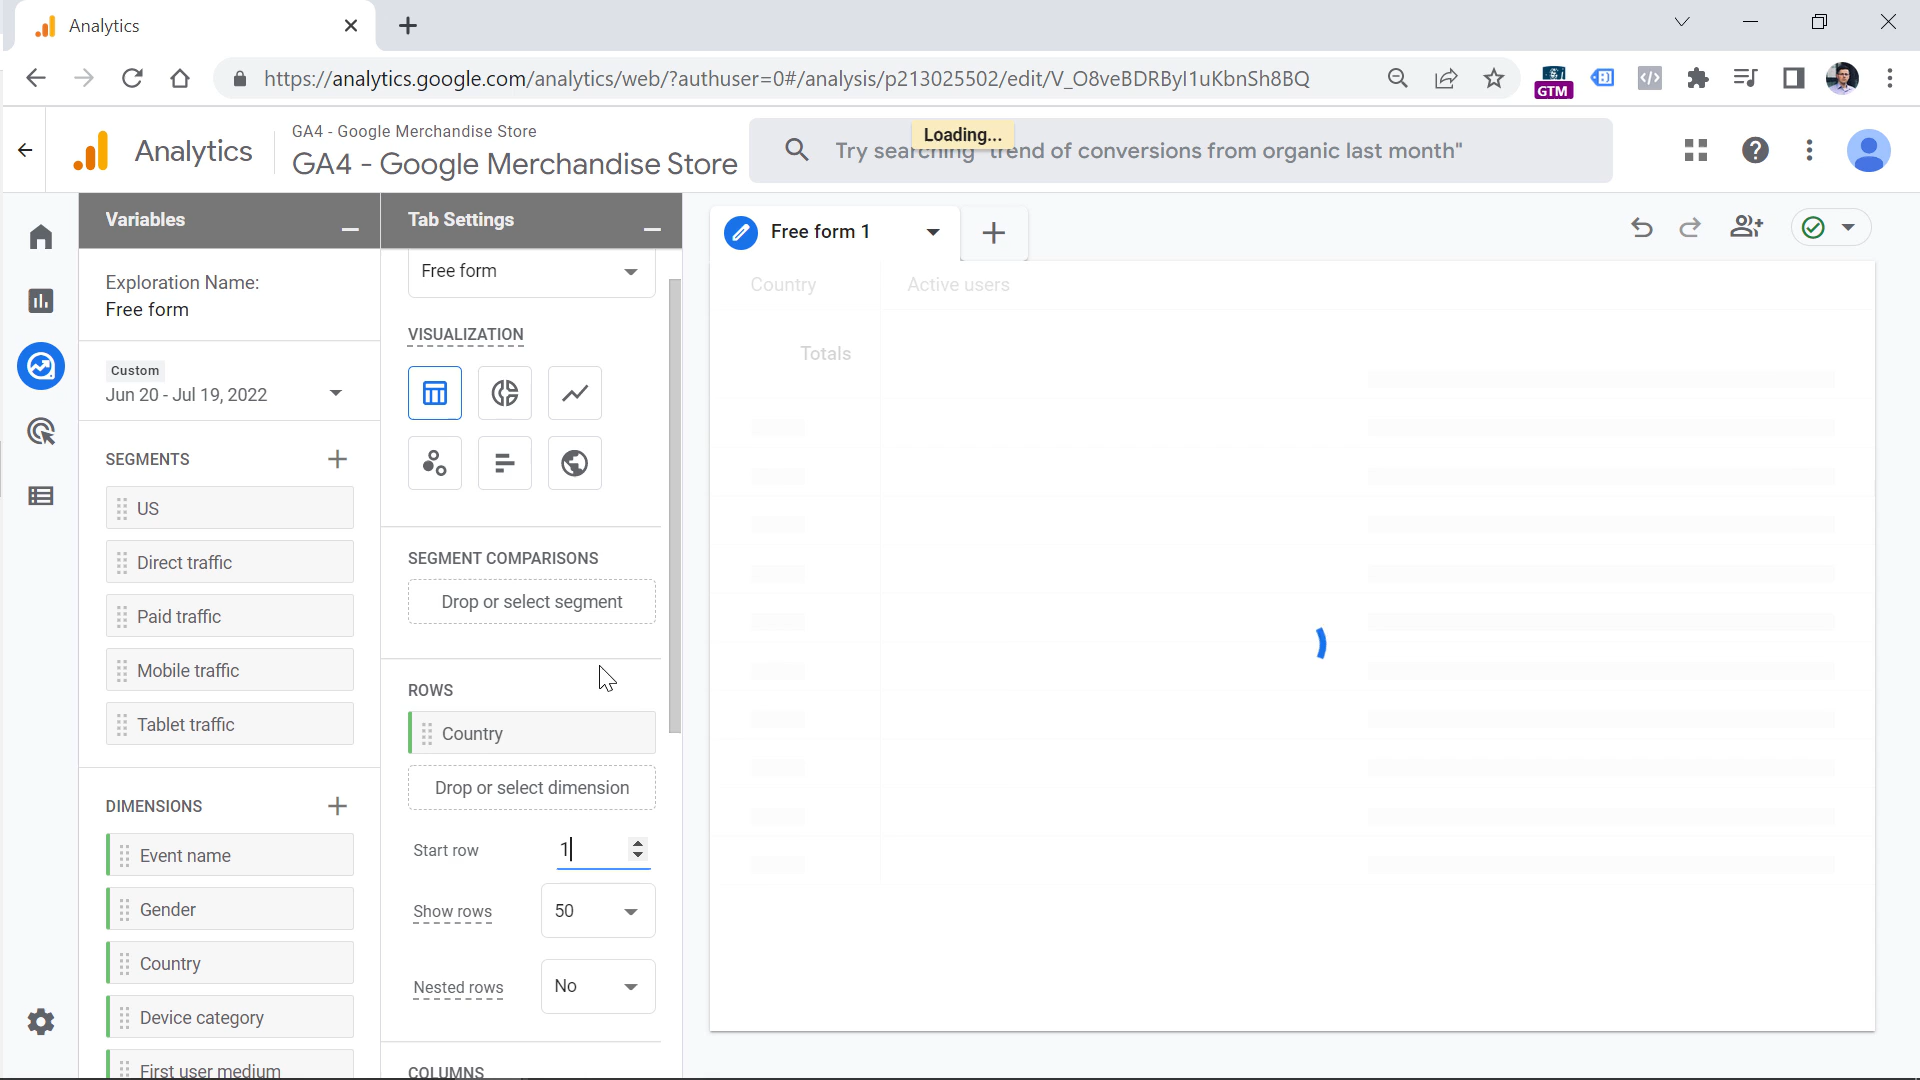 Analytics
https://analytics.google.com/analytics/web/?authuser=0#/analysis/p213025502/edit/V_O8veBDRByI1uKbnSh8BQ
GTM
Analytics
GA4 - Google Merchandise Store
GA4 - Google Merchandise Store
Loading...
Try searching "trend of conversions from organic last month"
Variables
Exploration Name:
Free form
Custom
Jun 20 - Jul 19, 2022
SEGMENTS
US
Direct traffic
Paid traffic
Mobile traffic
Tablet traffic
DIMENSIONS
Event name
Gender
Country
Device category
First user medium
Tab Settings
Free form
VISUALIZATION
SEGMENT COMPARISONS
Drop or select segment
ROWS
Country
Drop or select dimension
Start row 1
Show rows 50
Nested rows No
COLUMNS
Free form 1
Country Active users
Totals